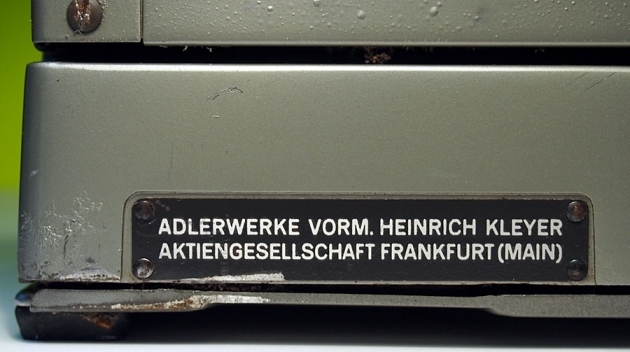 ADLERWERKE VORM. HEINRICH KLEYER
AKTIENGESELLSCHAFT FRANKFURT (MAIN)